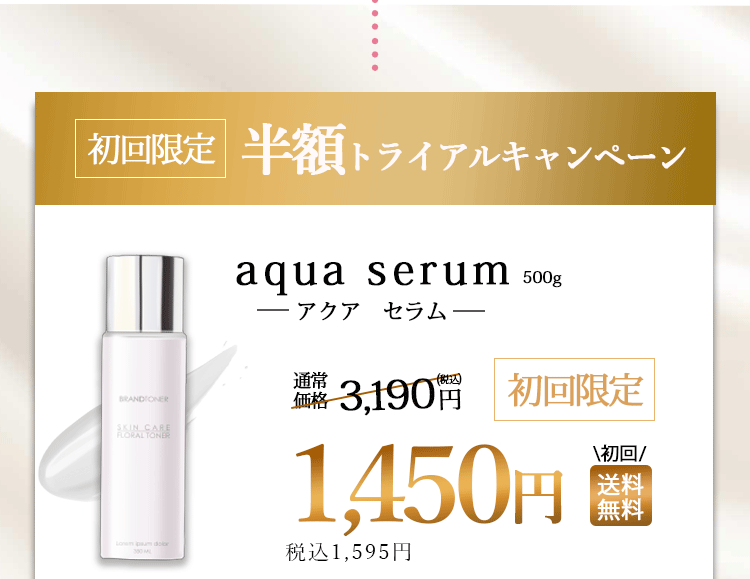 初回限定 半額トライアルキャンペーン
aqua serum 500g
アクア セラム
通常価格 3,190円(税込)
初回限定
1,450円
\初回/
送料
無料
税込1,595円
BRANDTONER
SKIN CARE
FLORAL TONER